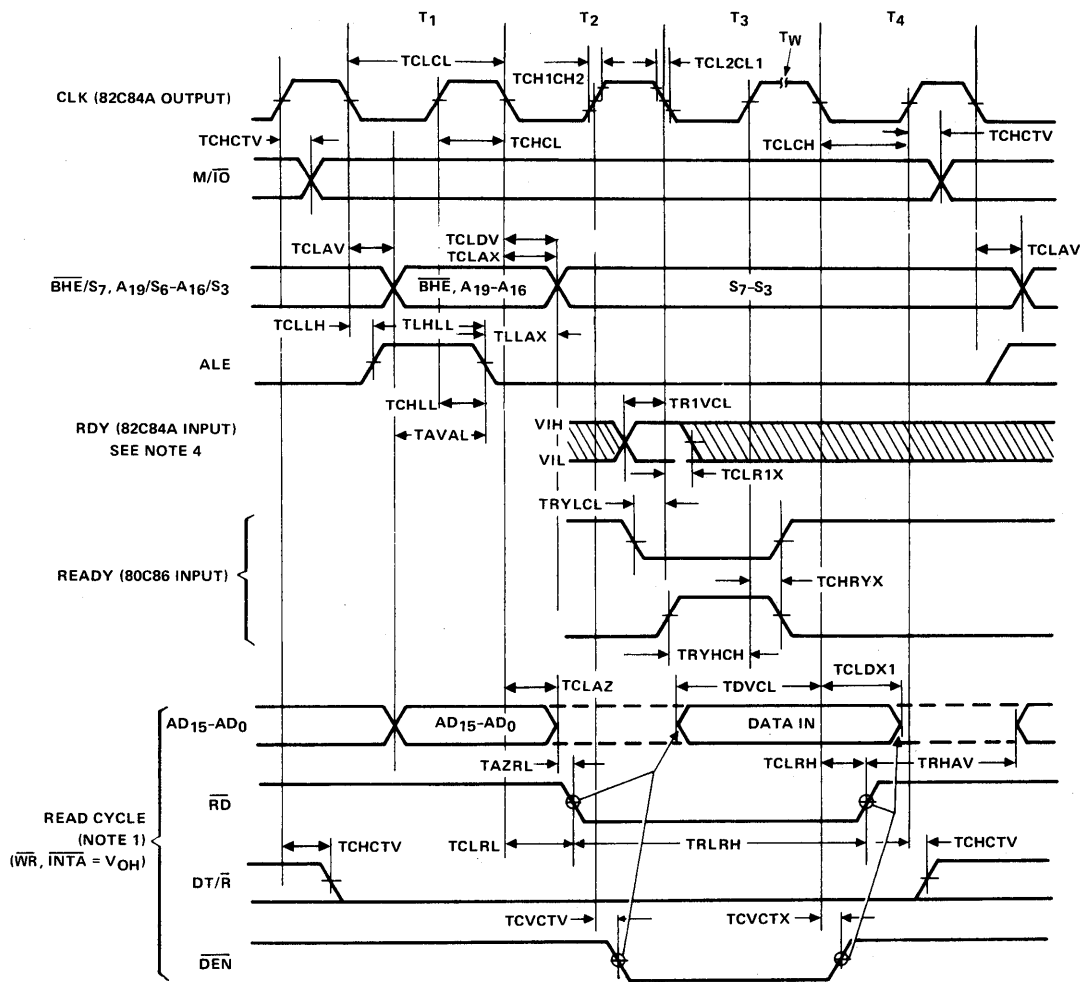 T1 T2 T3 T4
TW
TCLCL
TCH1CH2
TCL2CL1
CLK (82C84A OUTPUT)
TCHCTV
TCHCL
TCLCH
TCHCTV
M/IO
TCLAV
TCLDV
TCLAX
TCLAV
BHE/S7, A19/S6–A16/S3
BHE, A19–A16
S7–S3
TCLLH
TLHLL
TLLAX
ALE
TCHLL
TR1VCL
RDY (82C84A INPUT)
SEE NOTE 4
TAVAL
VIH
VIL
TCLR1X
TRYLCL
READY (80C86 INPUT)
TCHRYX
TRYHCH
TCLAZ
TDVCL
TCLDX1
AD15–AD0
AD15–AD0
DATA IN
TAZRL
TCLRH
TRHAV
RD
READ CYCLE
(NOTE 1)
(WR, INTA = VOH)
TCHCTV
TCLRL
TRLRH
TCHCTV
DT/R
TCVCTV
TCVCTX
DEN